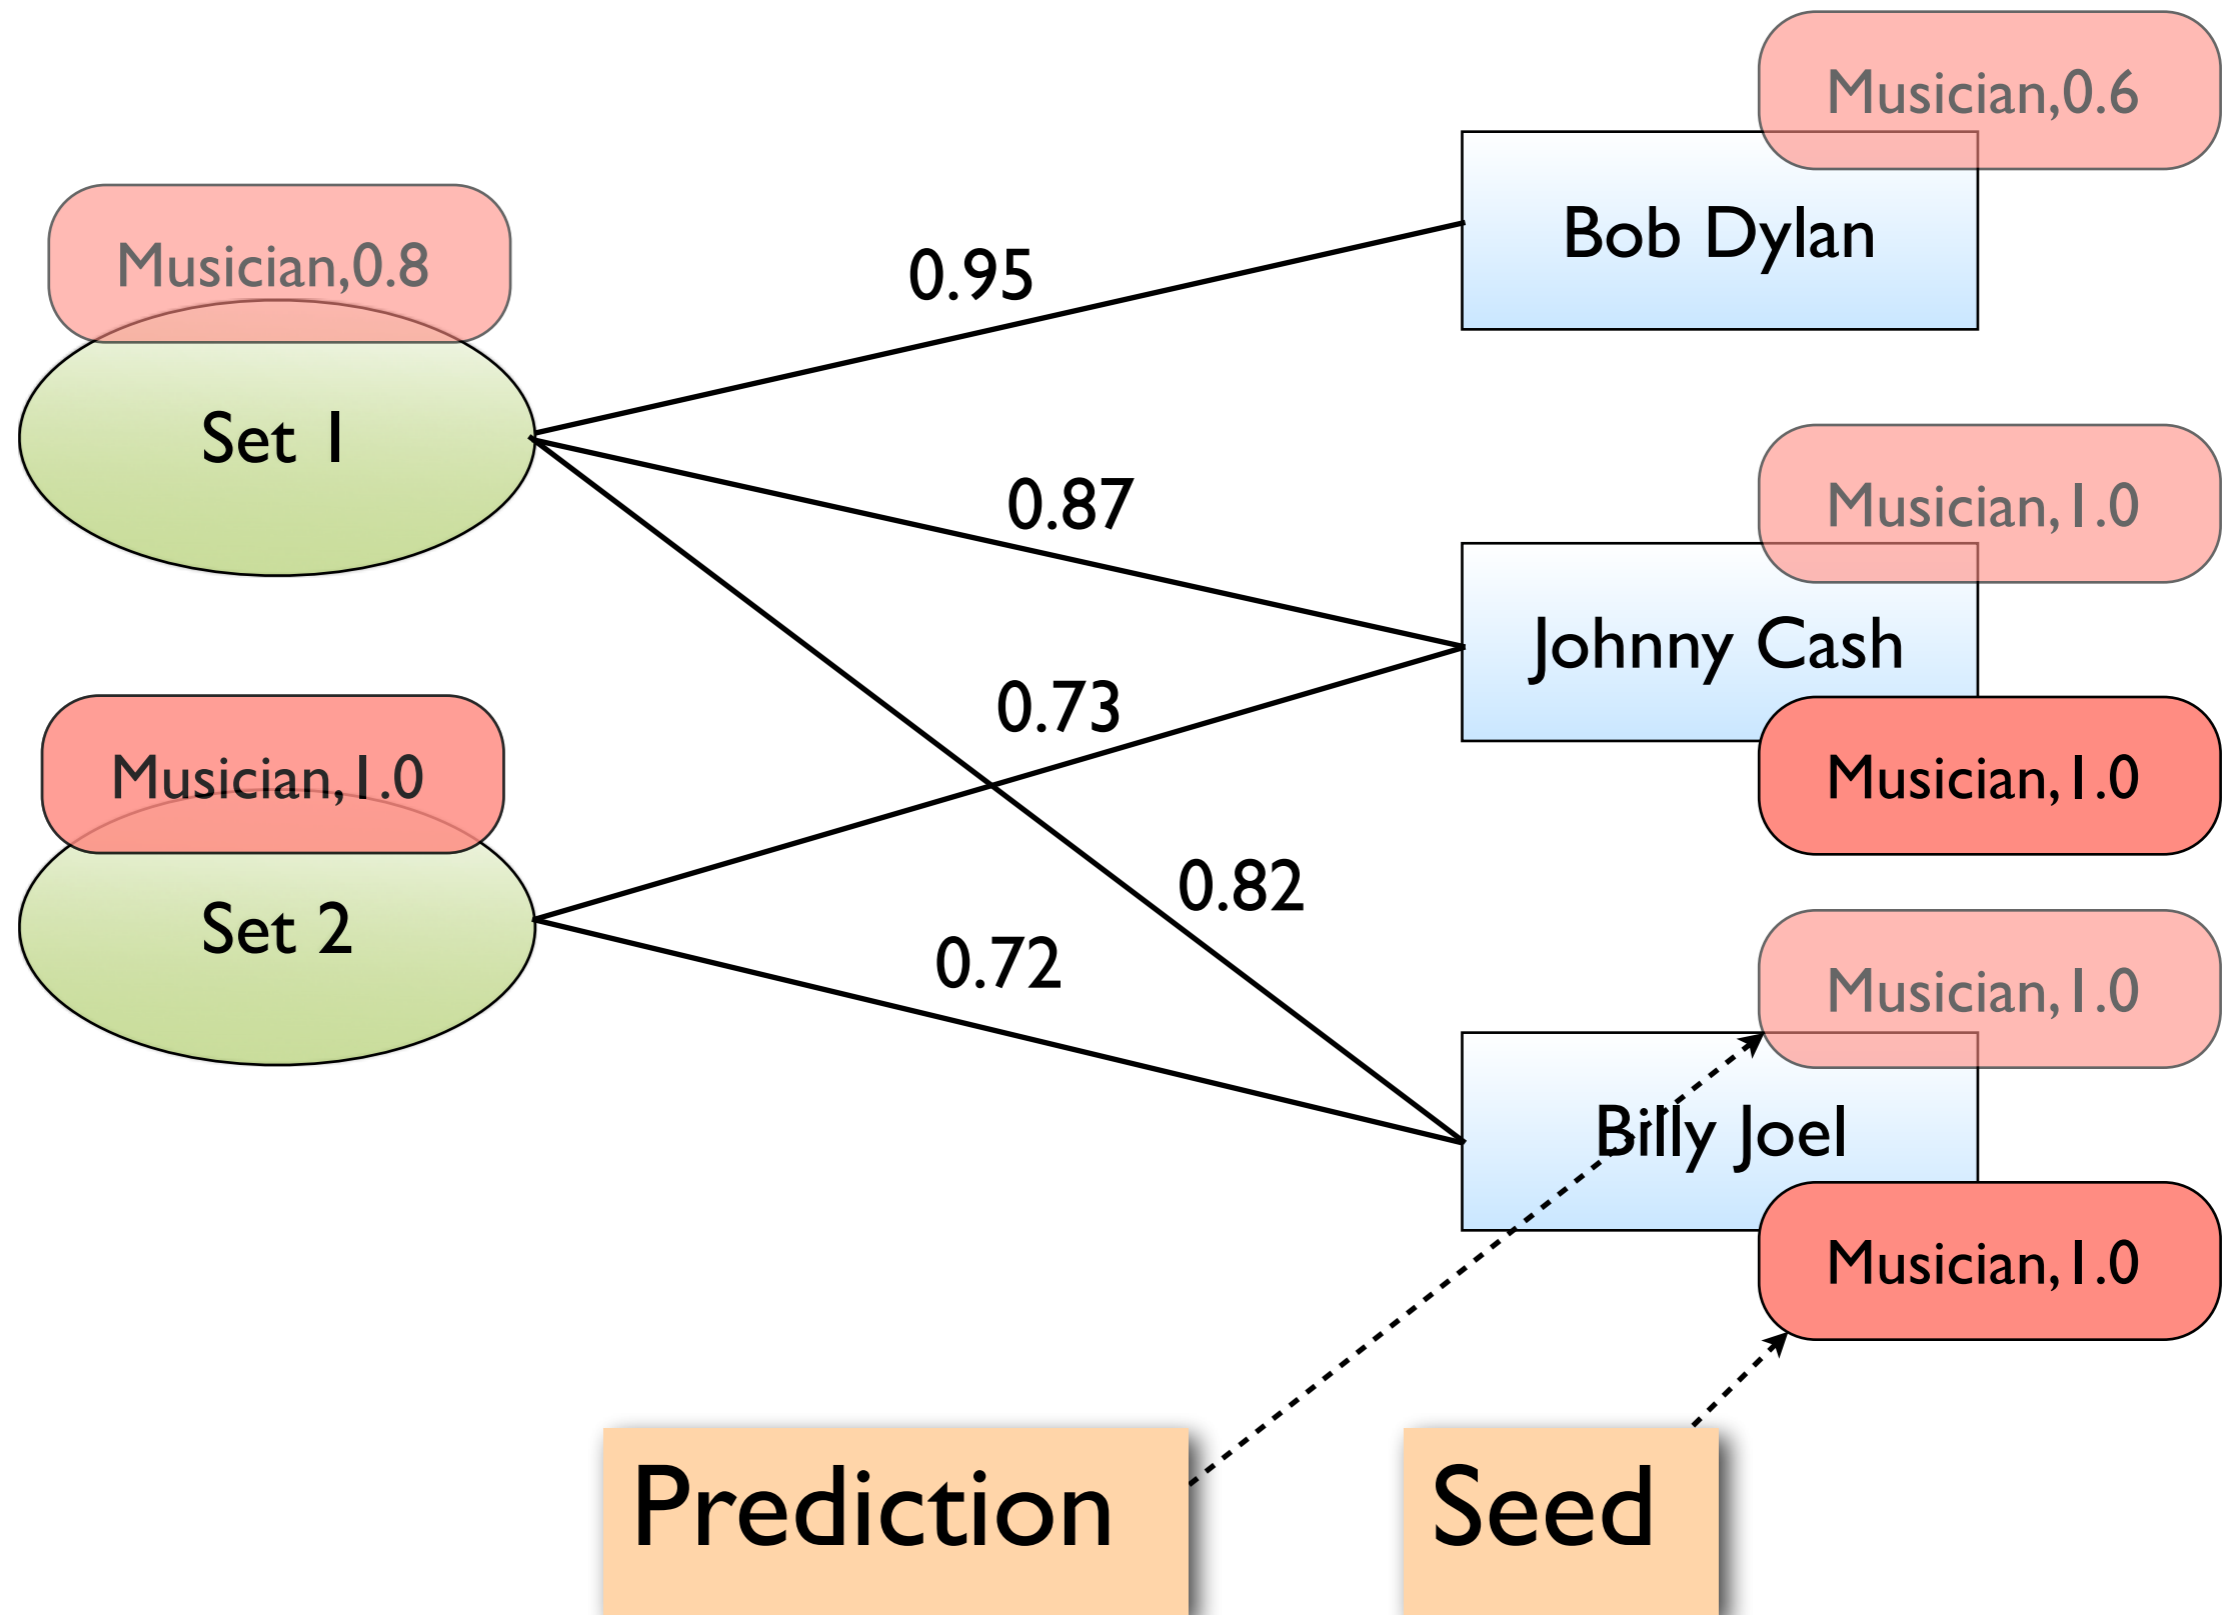 Musician,0.6
Bob Dylan
Musician,0.8
0.95
Set 1
0.87
Musician,1.0
Johnny Cash
0.73
Musician,1.0
Musician,1.0
Set 2
0.82
0.72
Musician,1.0
Billy Joel
Musician,1.0
Prediction
Seed